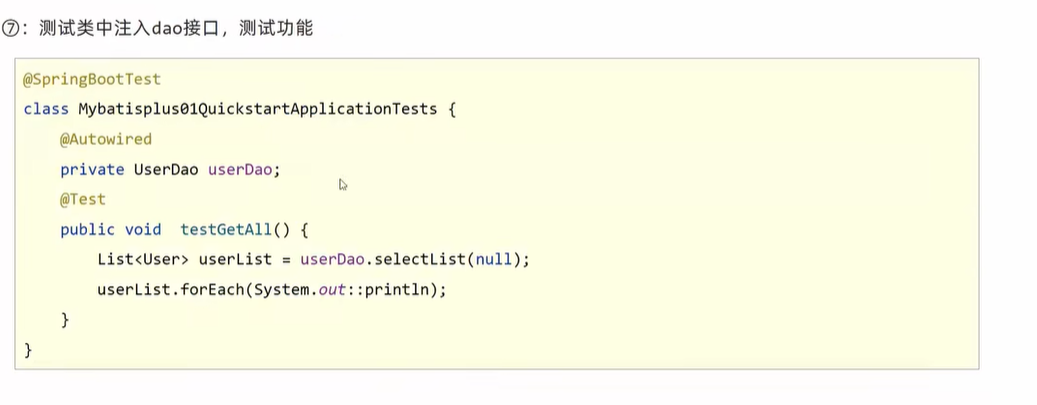 ⑦：测试类中注入dao接口，测试功能
@SpringBootTest
class Mybatisplus01QuickstartApplicationTests {
    @Autowired
    private UserDao userDao;
    @Test
    public void  testGetAll() {
        List<User> userList = userDao.selectList(null);
        userList.forEach(System.out::println);
    }
}